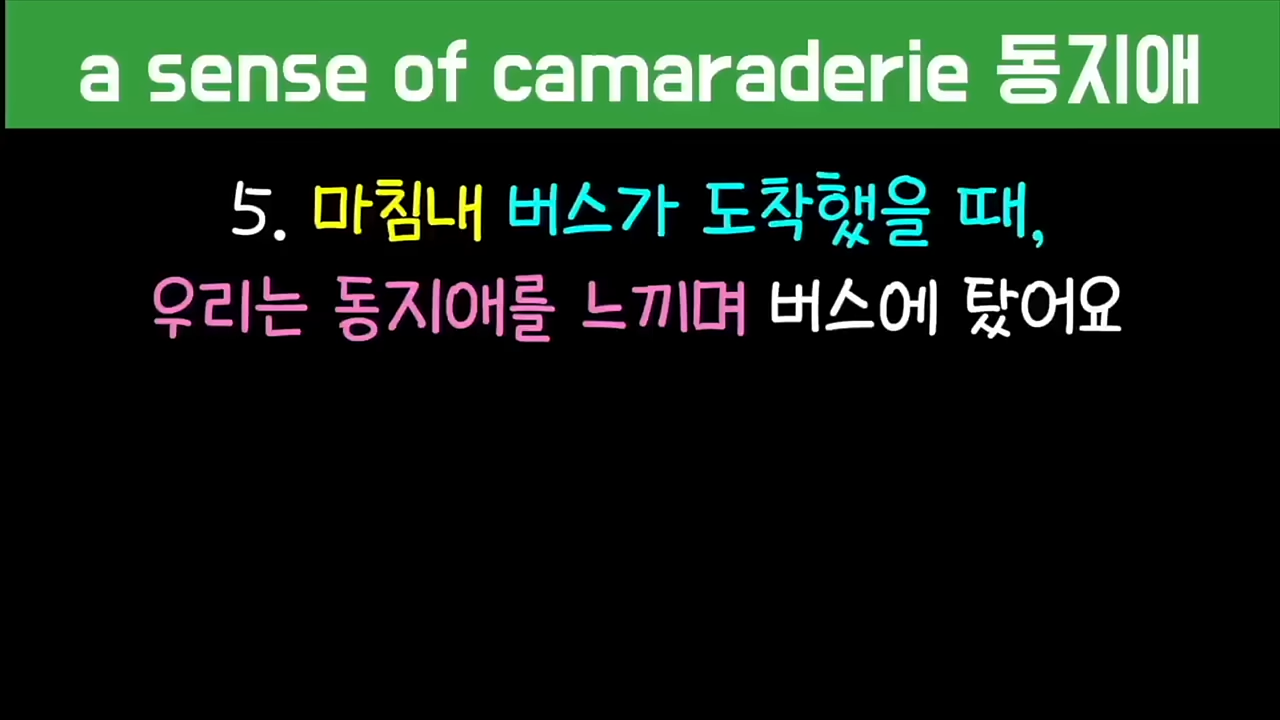 a sense of camaraderie 동지애
5. 마침내 버스가 도착했을 때,
우리는 동지애를 느끼며 버스에 탔어요